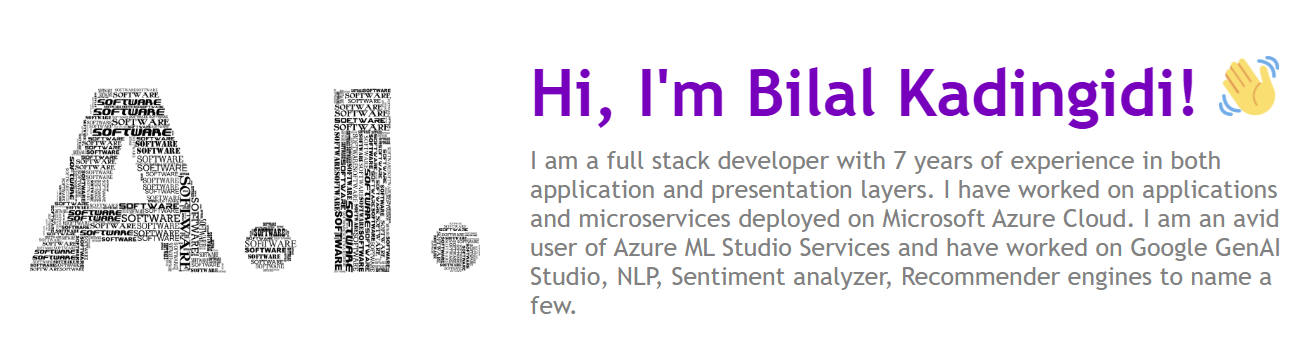 A.I.
SOFTWARE
Hi, I'm Bilal Kadingidi! 👋
I am a full stack developer with 7 years of experience in both
application and presentation layers. I have worked on applications
and microservices deployed on Microsoft Azure Cloud. I am an avid
user of Azure ML Studio Services and have worked on Google GenAI
Studio, NLP, Sentiment analyzer, Recommender engines to name a
few.